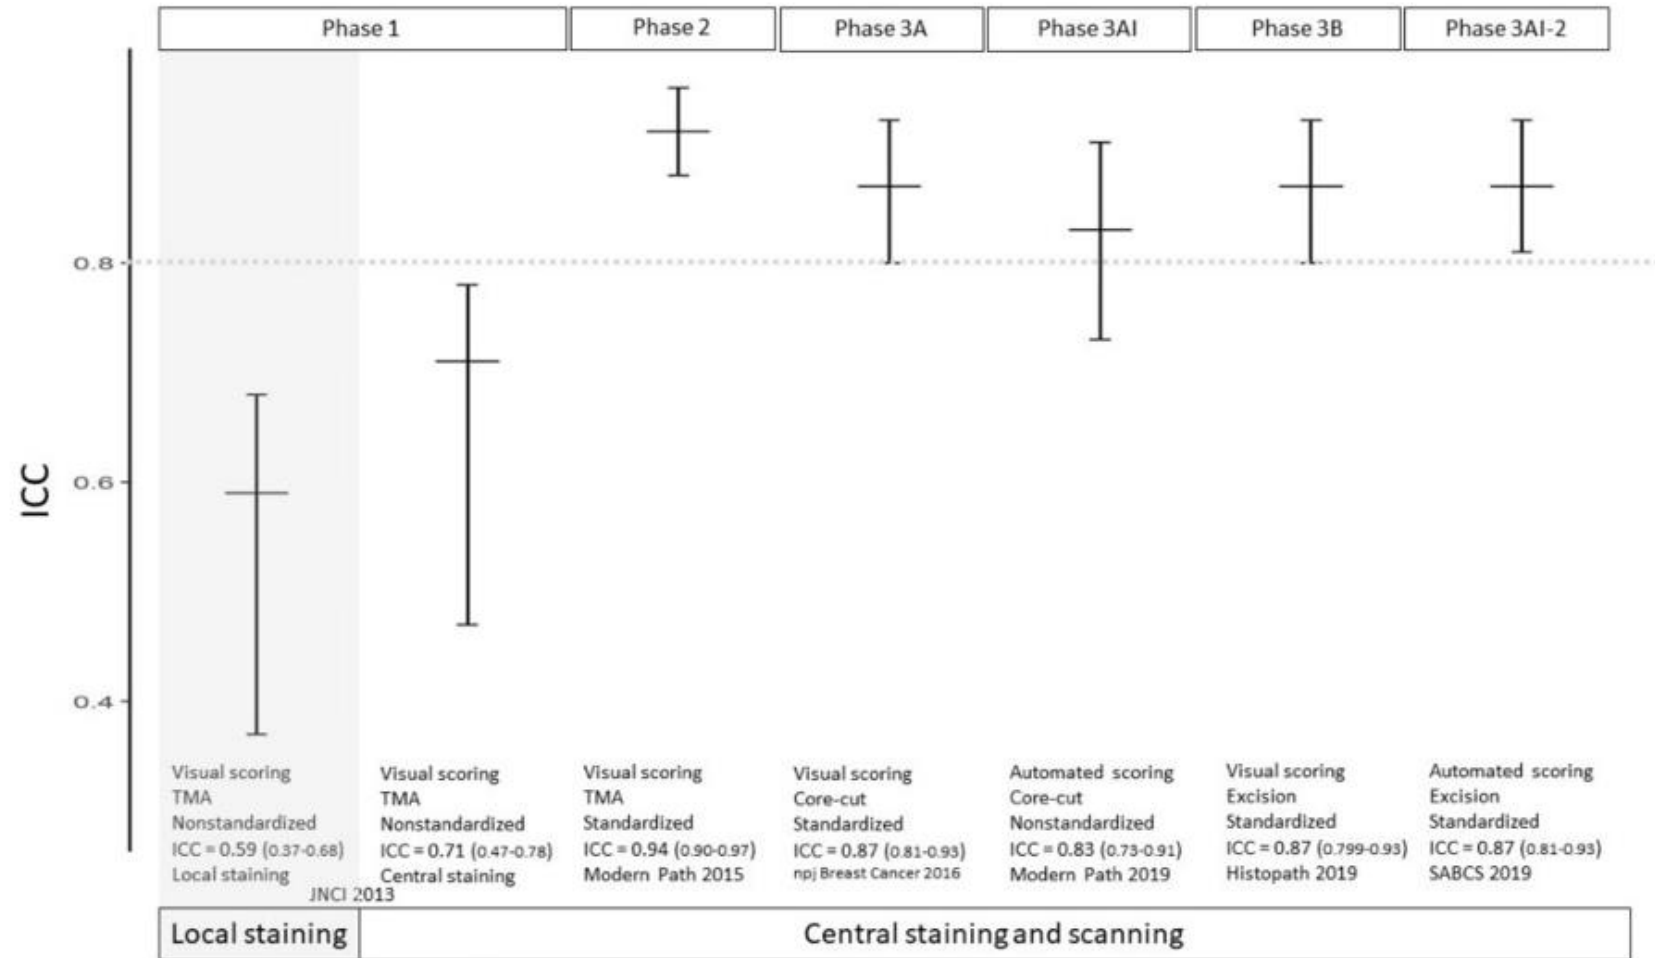 Phase 1
Phase 2
Phase 3A
Phase 3AI
Phase 3B
Phase 3AI-2
ICC
0.8
0.6
0.4
Visual scoring
TMA
Nonstandardized
ICC = 0.59 (0.37-0.68)
Local staining
Visual scoring
TMA
Nonstandardized
ICC = 0.71 (0.47-0.78)
Central staining
JNCI 2013
Visual scoring
TMA
Standardized
ICC = 0.94 (0.90-0.97)
Modern Path 2015
Visual scoring
Core-cut
Standardized
ICC = 0.87 (0.81-0.93)
npj Breast Cancer 2016
Automated scoring
Core-cut
Nonstandardized
ICC = 0.83 (0.73-0.91)
Modern Path 2019
Visual scoring
Excision
Standardized
ICC = 0.87 (0.799-0.93)
Histopath 2019
Automated scoring
Excision
Standardized
ICC = 0.87 (0.81-0.93)
SABCS 2019
Local staining
Central staining and scanning